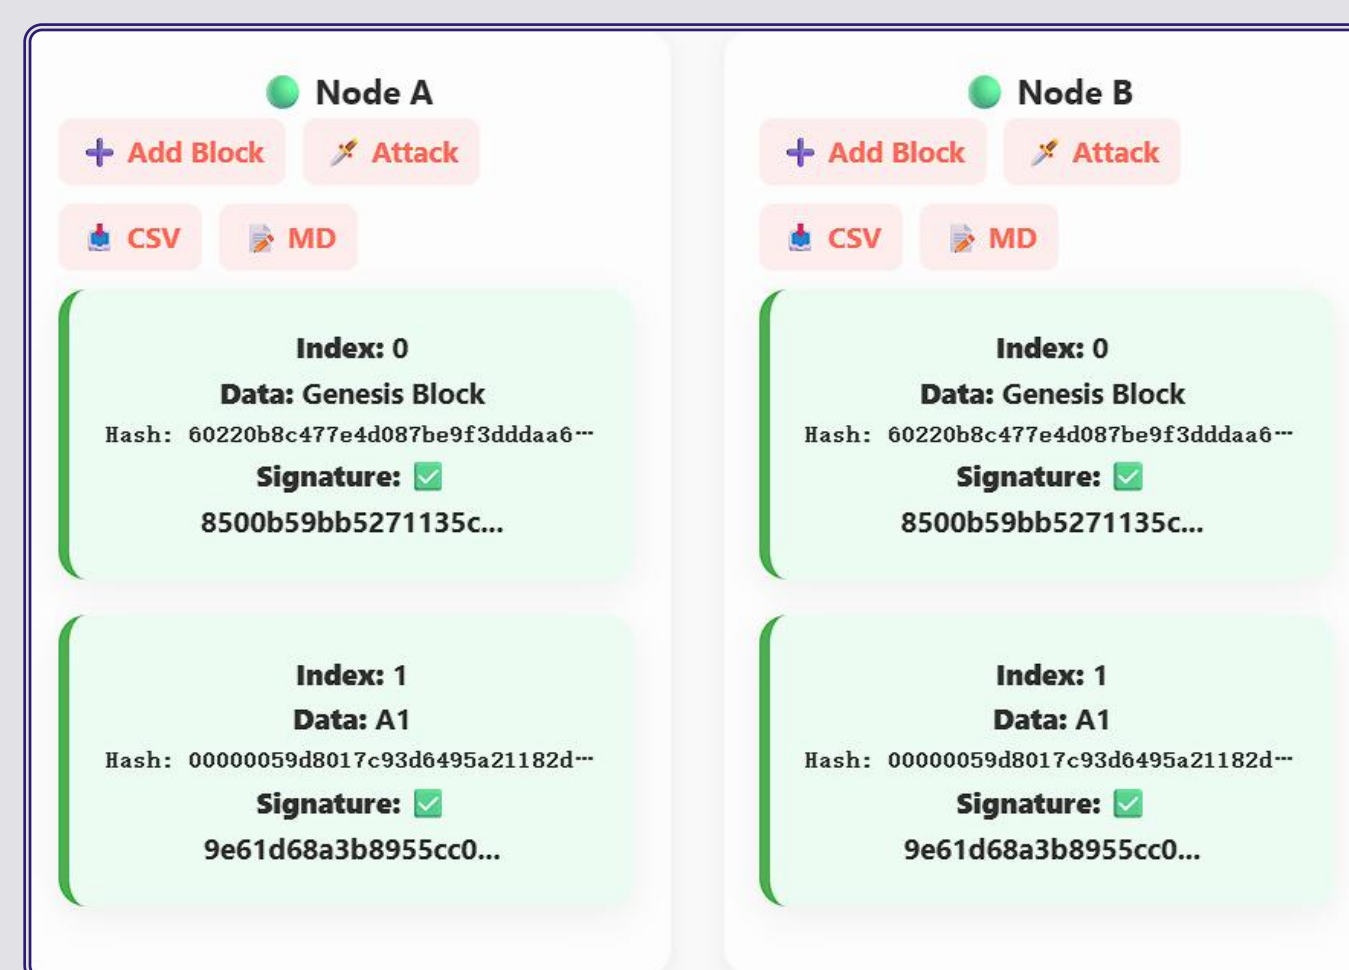 Node A
Add Block
Attack
CSV
MD
Index: 0
Data: Genesis Block
Hash: 60220b8c477e4d087be9f3dddaa6…
Signature: ✅
8500b59bb5271135c...
Index: 1
Data: A1
Hash: 00000059d8017c93d6495a21182d…
Signature: ✅
9e61d68a3b8955cc0...
Node B
Add Block
Attack
CSV
MD
Index: 0
Data: Genesis Block
Hash: 60220b8c477e4d087be9f3dddaa6…
Signature: ✅
8500b59bb5271135c...
Index: 1
Data: A1
Hash: 00000059d8017c93d6495a21182d…
Signature: ✅
9e61d68a3b8955cc0...